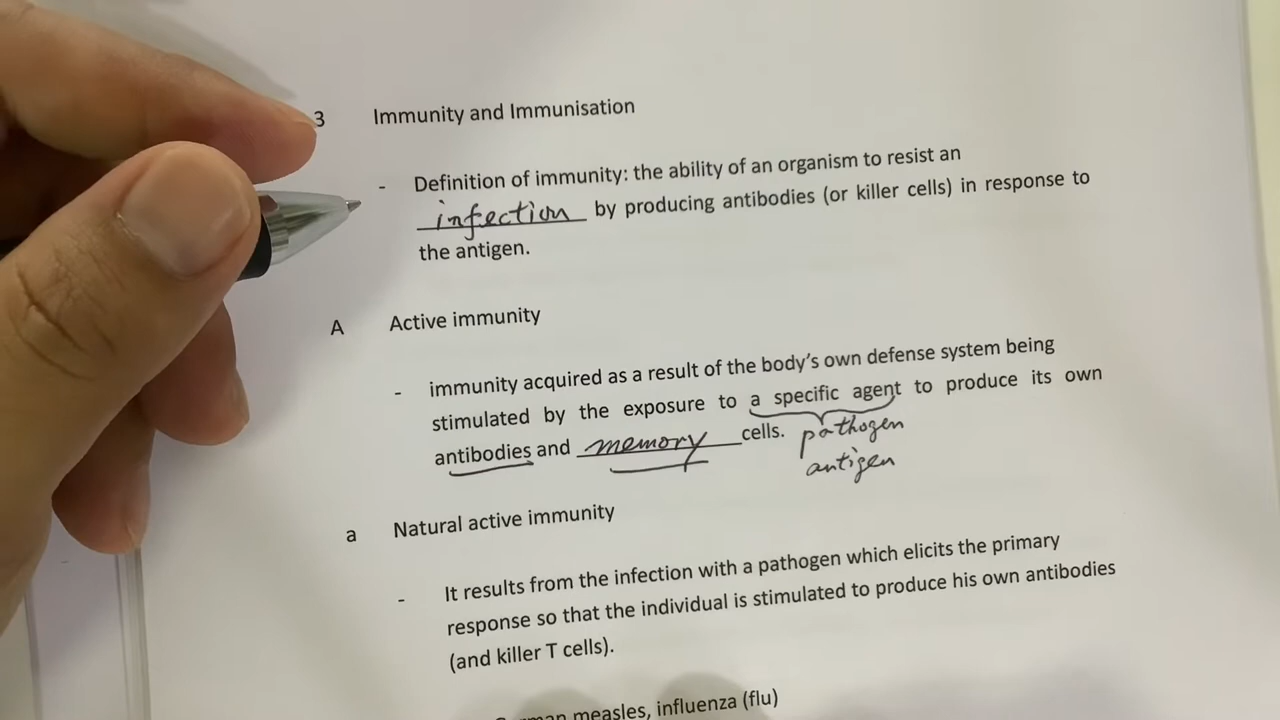 3 Immunity and Immunisation
- Definition of immunity: the ability of an organism to resist an
infection by producing antibodies (or killer cells) in response to
the antigen.
A Active immunity
- immunity acquired as a result of the body's own defense system being
stimulated by the exposure to a specific agent to produce its own
antibodies and memory cells. pathogen
antigen
a Natural active immunity
- It results from the infection with a pathogen which elicits the primary
response so that the individual is stimulated to produce his own antibodies
(and killer T cells).
measles, influenza (flu)